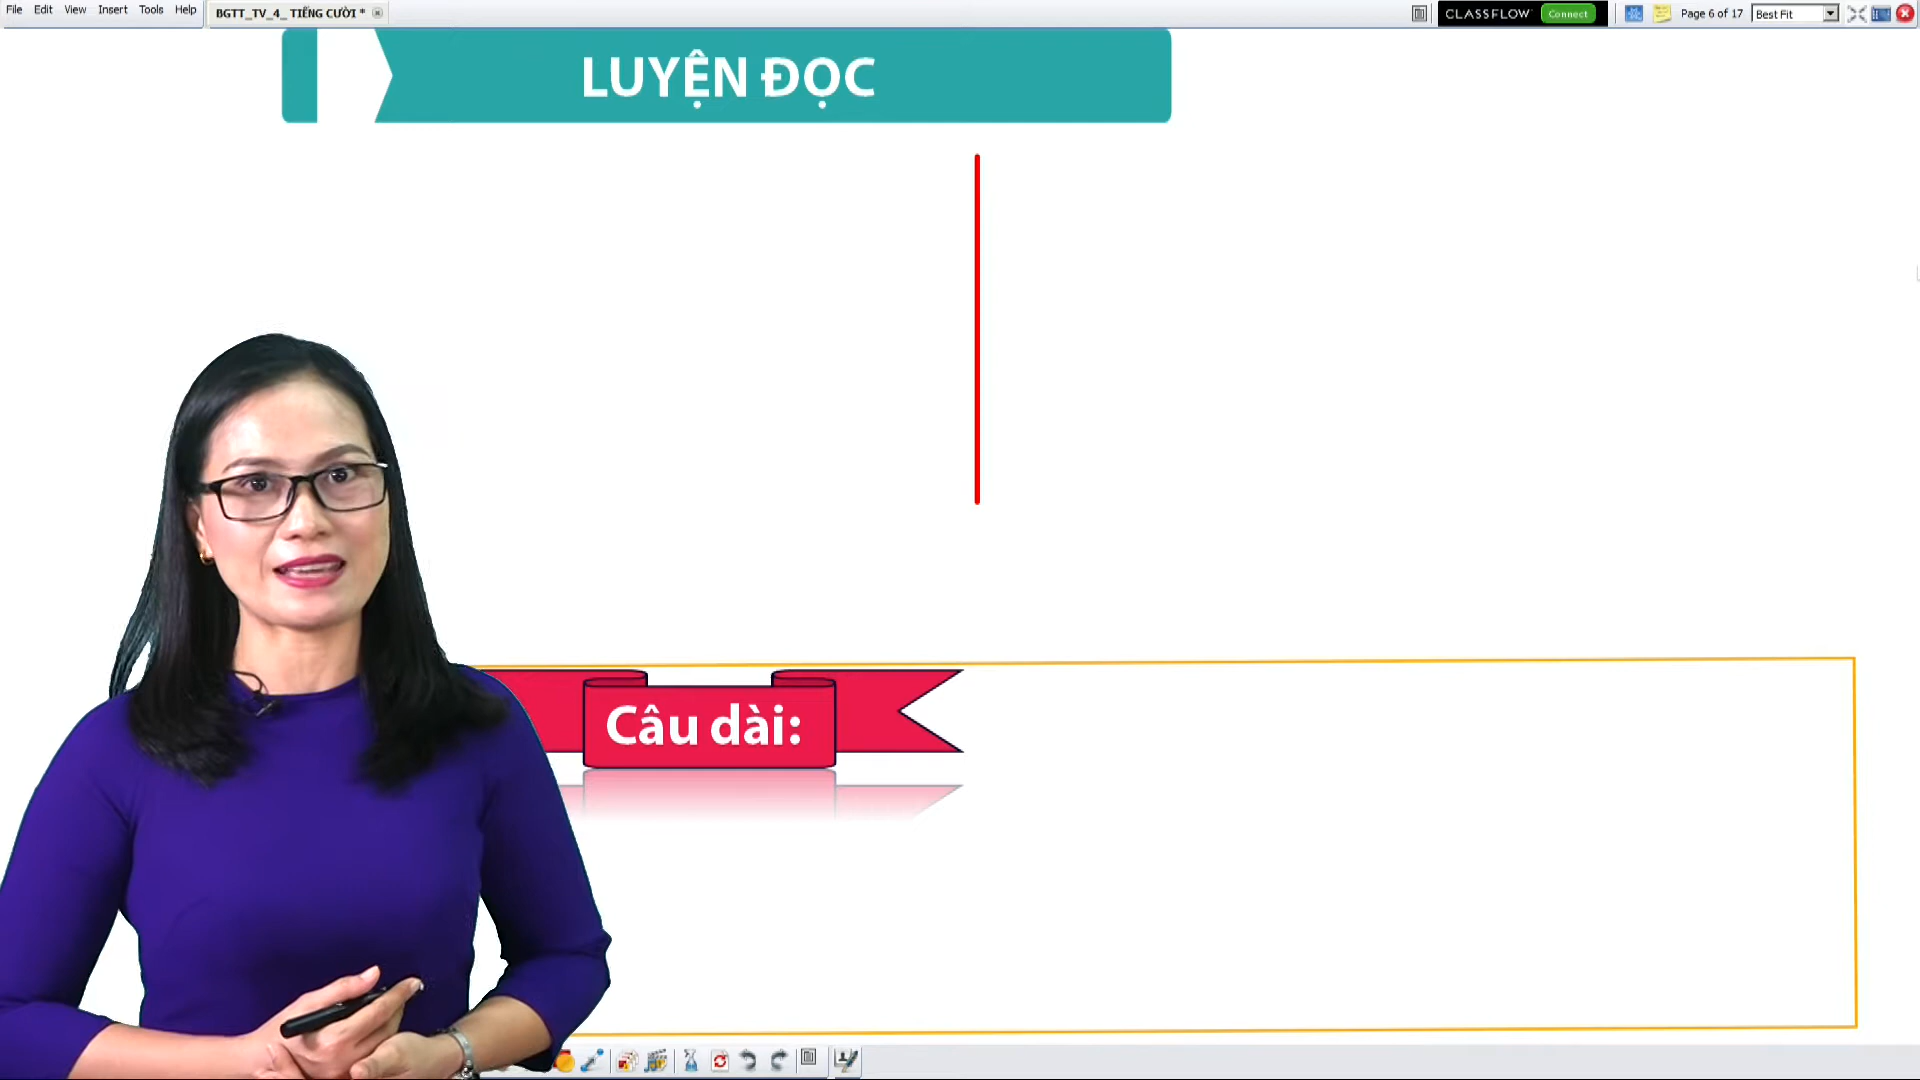 File Edit View Insert Tools Help BGTT_TV_4_ TIẾNG CƯỜI * CLASSFLOW Connect Page 6 of 17 Best Fit
LUYỆN ĐỌC
Câu dài: